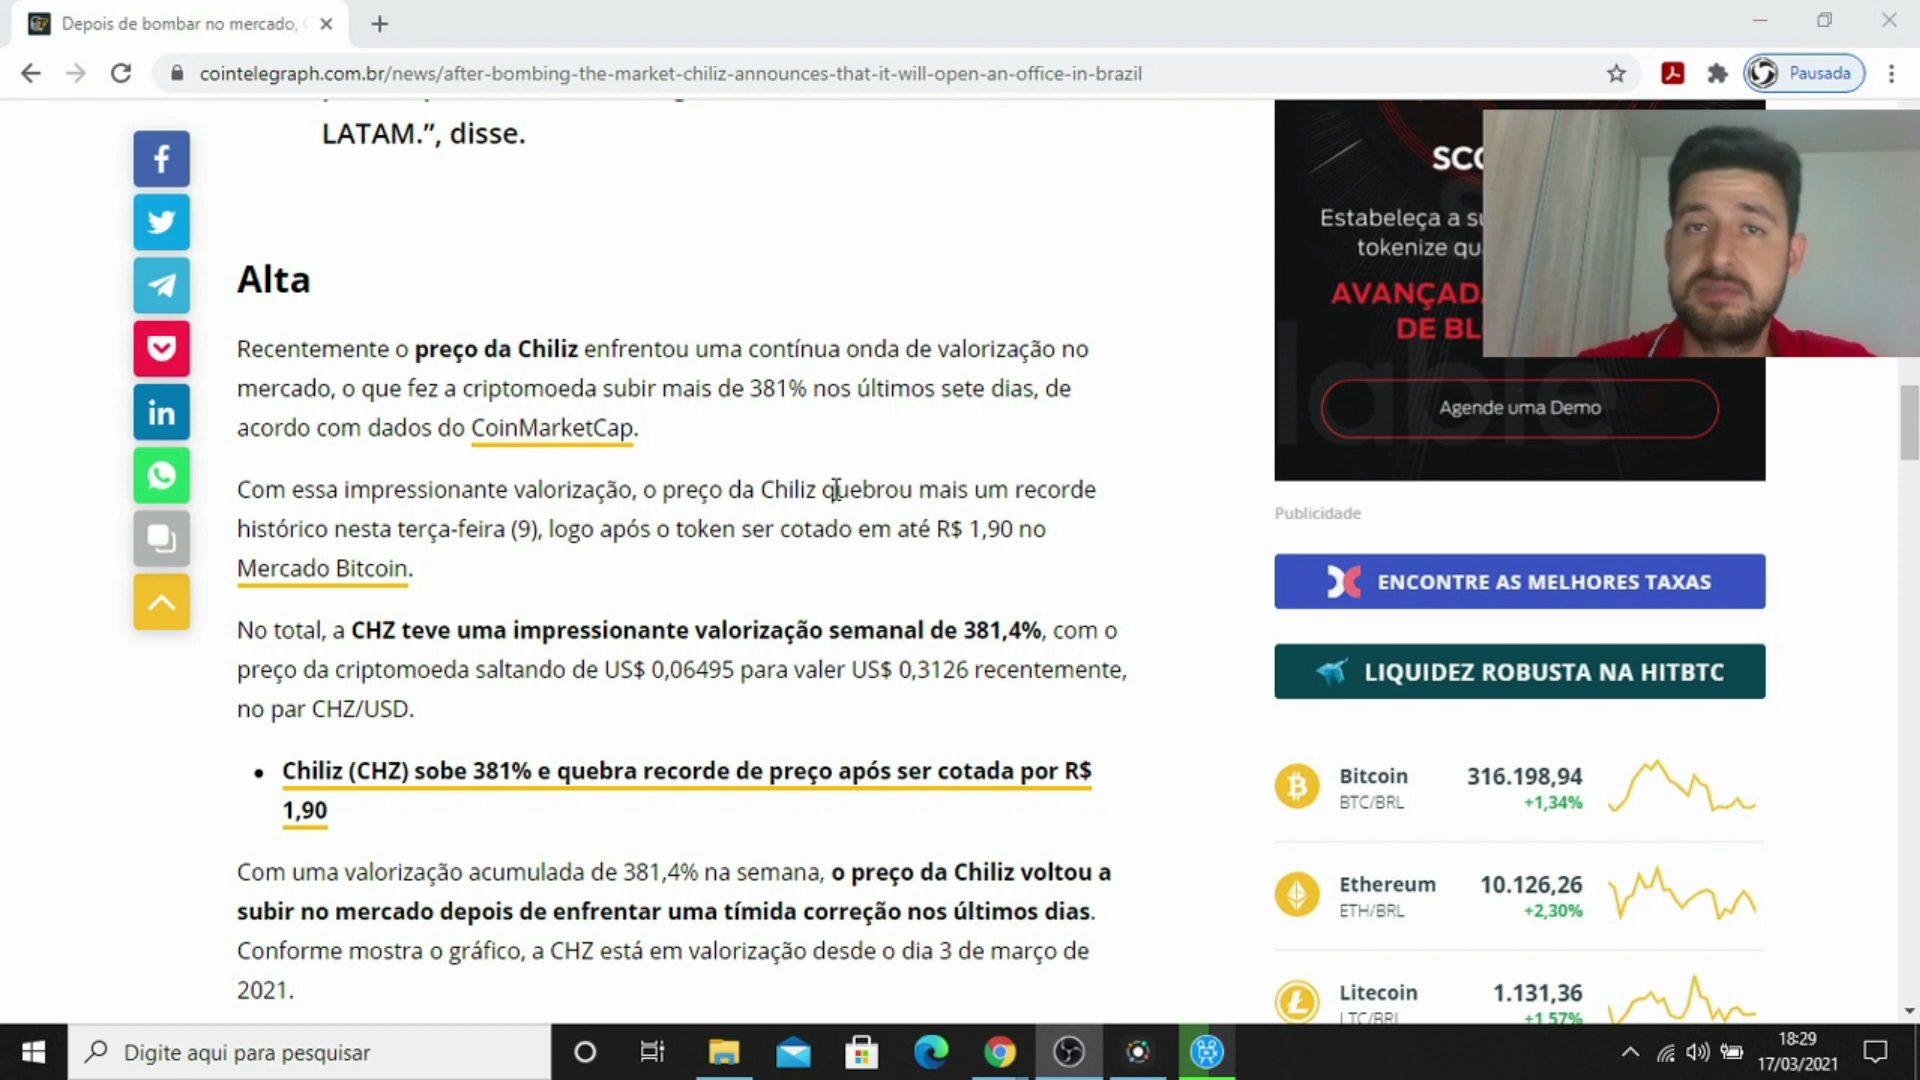 Depois de bombar no mercado,
cointelegraph.com.br/news/after-bombing-the-market-chiliz-announces-that-it-will-open-an-office-in-brazil
Pausada
LATAM.”, disse.
Alta
Recentemente o preço da Chiliz enfrentou uma contínua onda de valorização no
mercado, o que fez a criptomoeda subir mais de 381% nos últimos sete dias, de
acordo com dados do CoinMarketCap.
Com essa impressionante valorização, o preço da Chiliz quebrou mais um recorde
histórico nesta terça-feira (9), logo após o token ser cotado em até R$ 1,90 no
Mercado Bitcoin.
No total, a CHZ teve uma impressionante valorização semanal de 381,4%, com o
preço da criptomoeda saltando de US$ 0,06495 para valer US$ 0,3126 recentemente,
no par CHZ/USD.
Chiliz (CHZ) sobe 381% e quebra recorde de preço após ser cotada por R$
1,90
Com uma valorização acumulada de 381,4% na semana, o preço da Chiliz voltou a
subir no mercado depois de enfrentar uma tímida correção nos últimos dias.
Conforme mostra o gráfico, a CHZ está em valorização desde o dia 3 de março de
2021.
Estabeleça a
tokenize
DE
Agende uma Demo
Publicidade
ENCONTRE AS MELHORES TAXAS
LIQUIDEZ ROBUSTA NA HITBTC
Bitcoin 316.198,94
BTC/BRL +1,34%
Ethereum 10.126,26
ETH/BRL +2,30%
Litecoin 1.131,36
LTC/BRL +1,57%
Digite aqui para pesquisar
18:29
17/03/2021